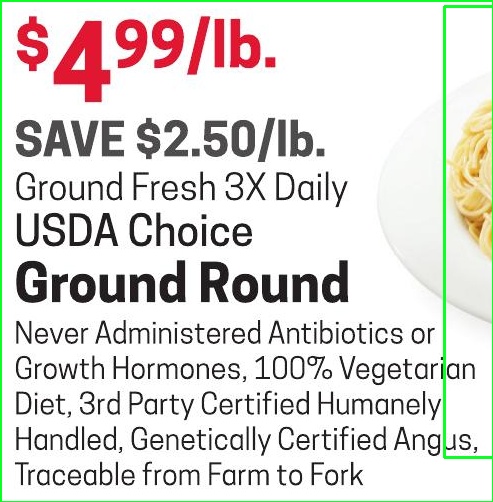 $4.99/lb.
SAVE $2.50/lb.
Ground Fresh 3X Daily
USDA Choice
Ground Round
Never Administered Antibiotics or
Growth Hormones, 100% Vegetarian
Diet, 3rd Party Certified Humanely
Handled, Genetically Certified Angus,
Traceable from Farm to Fork